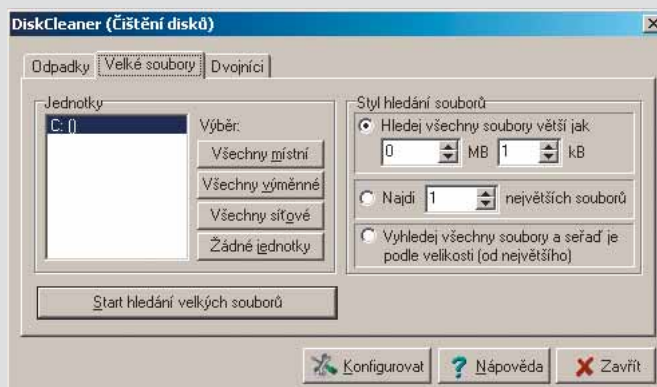 DiskCleaner (Čištění disků)
Odpadky Velké soubory Dvojníci
Jednotky
C: ()
Výběr:
Všechny místní
Všechny výměnné
Všechny síťové
Žádné jednotky
Start hledání velkých souborů
Styl hledání souborů
Hledej všechny soubory větší jak
0 MB 1 kB
Najdi 1 největších souborů
Vyhledej všechny soubory a seřaď je
podle velikosti (od největšího)
Konfigurovat Nápověda Zavřít